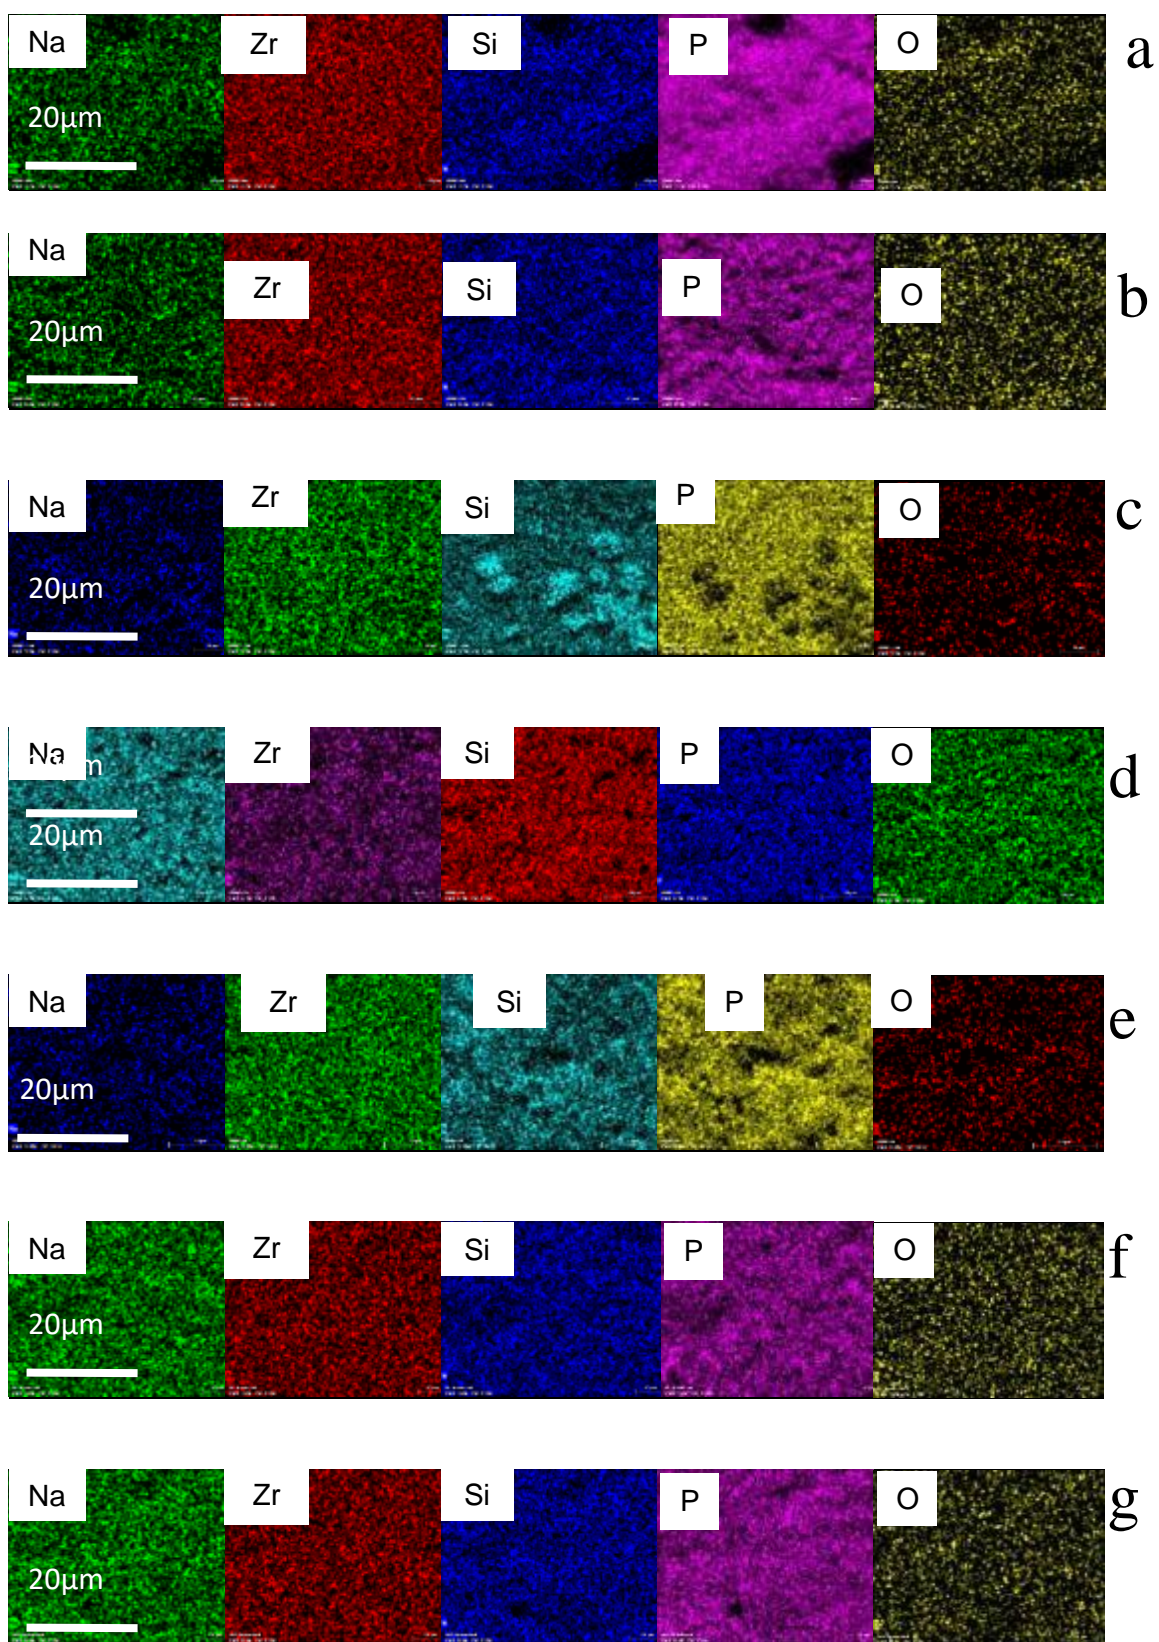 Na Zr Si P O a
20μm
Na Zr Si P O b
20μm
Na Zr Si P O c
20μm
Na Zr Si P O d
20μm
Na Zr Si P O e
20μm
Na Zr Si P O f
20μm
Na Zr Si P O g
20μm